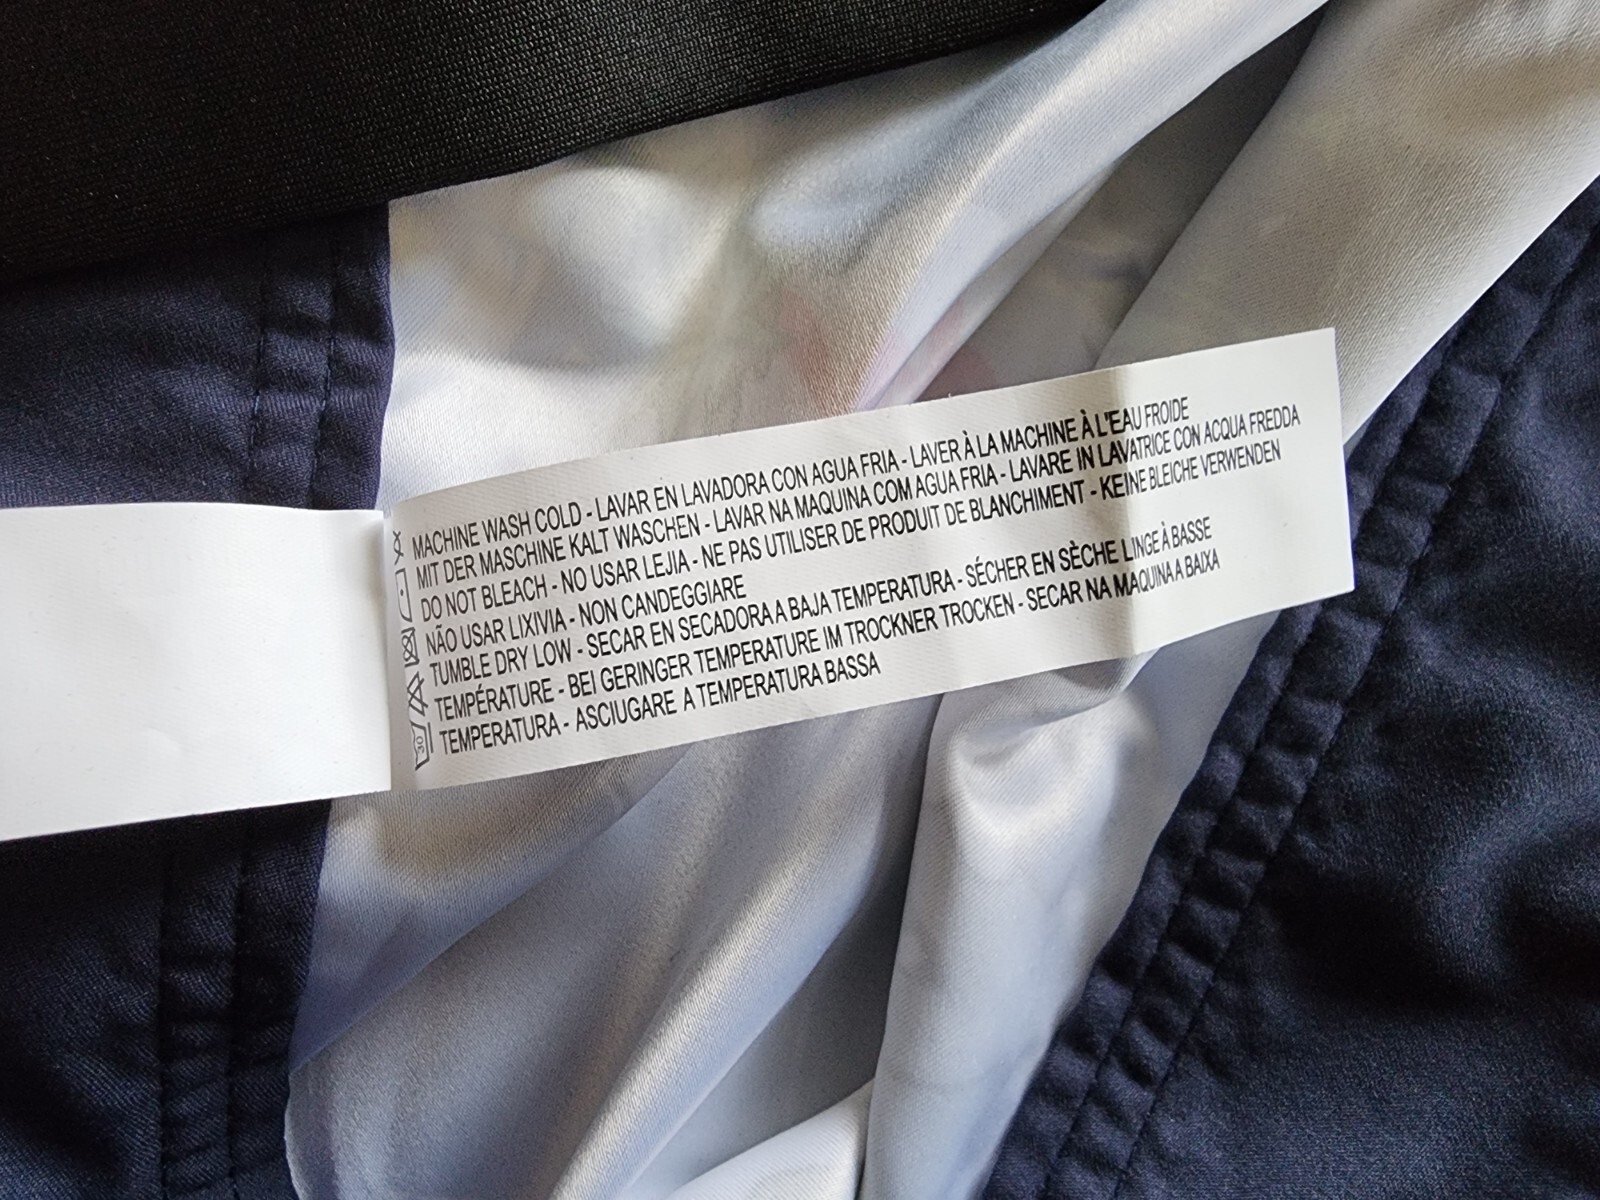 MACHINE WASH COLD - LAVAR EN LAVADORA CON AGUA FRIA - LAVER À LA MACHINE À L'EAU FROIDE
MIT DER MASCHINE KALT WASCHEN - LAVAR NA MAQUINA COM AGUA FRIA - LAVARE IN LAVATRICE CON ACQUA FREDDA
DO NOT BLEACH - NO USAR LEJIA - NE PAS UTILISER DE PRODUIT DE BLANCHIMENT - KEINE BLEICHE VERWENDEN
NÃO USAR LIXIVIA - NON CANDEGGIARE
TUMBLE DRY LOW - SECAR EN SECADORA A BAJA TEMPERATURA - SÉCHER EN SÈCHE LINGE À BASSE
TEMPÉRATURE - BEI GERINGER TEMPERATURE IM TROCKNER TROCKEN - SECAR NA MAQUINA A BAIXA
TEMPERATURA - ASCIUGARE A TEMPERATURA BASSA
30